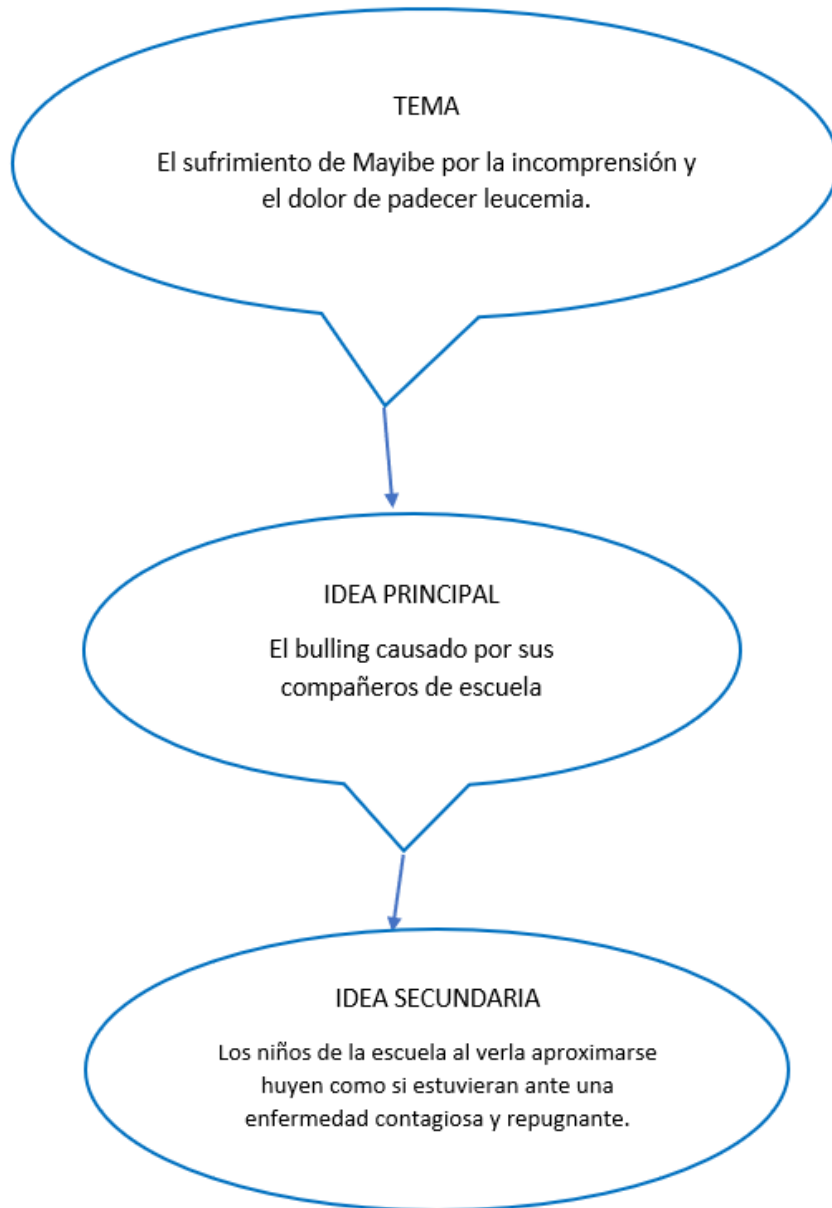 TEMA
El sufrimiento de Mayibe por la incomprensión y
el dolor de padecer leucemia.
IDEA PRINCIPAL
El bulling causado por sus
compañeros de escuela
IDEA SECUNDARIA
Los niños de la escuela al verla aproximarse
huyen como si estuvieran ante una
enfermedad contagiosa y repugnante.